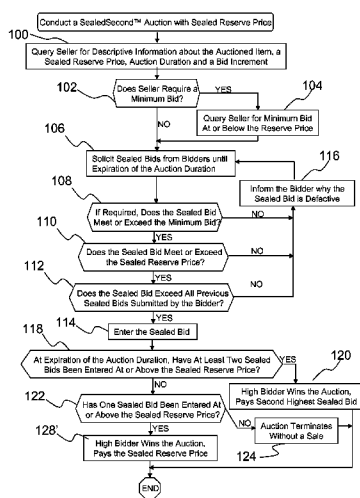 Conduct a SealedSecond™ Auction with Sealed Reserve Price
100
Query Seller for Descriptive Information about the Auctioned Item, a
Sealed Reserve Price, Auction Duration and a Bid Increment
102
Does Seller Require a
Minimum Bid?
YES
104
NO
Query Seller for Minimum Bid
At or Below the Reserve Price
106
Solicit Sealed Bids from Bidders until
Expiration of the Auction Duration
116
Inform the Bidder why the
Sealed Bid is Defective
108
If Required, Does the Sealed Bid
Meet or Exceed the Minimum Bid?
NO
110
YES
Does the Sealed Bid Meet or Exceed
the Sealed Reserve Price?
NO
112
YES
Does the Sealed Bid Exceed All Previous
Sealed Bids Submitted by the Bidder?
NO
114
YES
Enter the Sealed Bid
118
At Expiration of the Auction Duration, Have At Least Two Sealed
Bids Been Entered At or Above the Sealed Reserve Price?
YES
120
NO
High Bidder Wins the Auction,
Pays Second Highest Sealed Bid
122
Has One Sealed Bid Been Entered At
or Above the Sealed Reserve Price?
NO
Auction Terminates
Without a Sale
124
YES
128'
High Bidder Wins the Auction,
Pays the Sealed Reserve Price
END